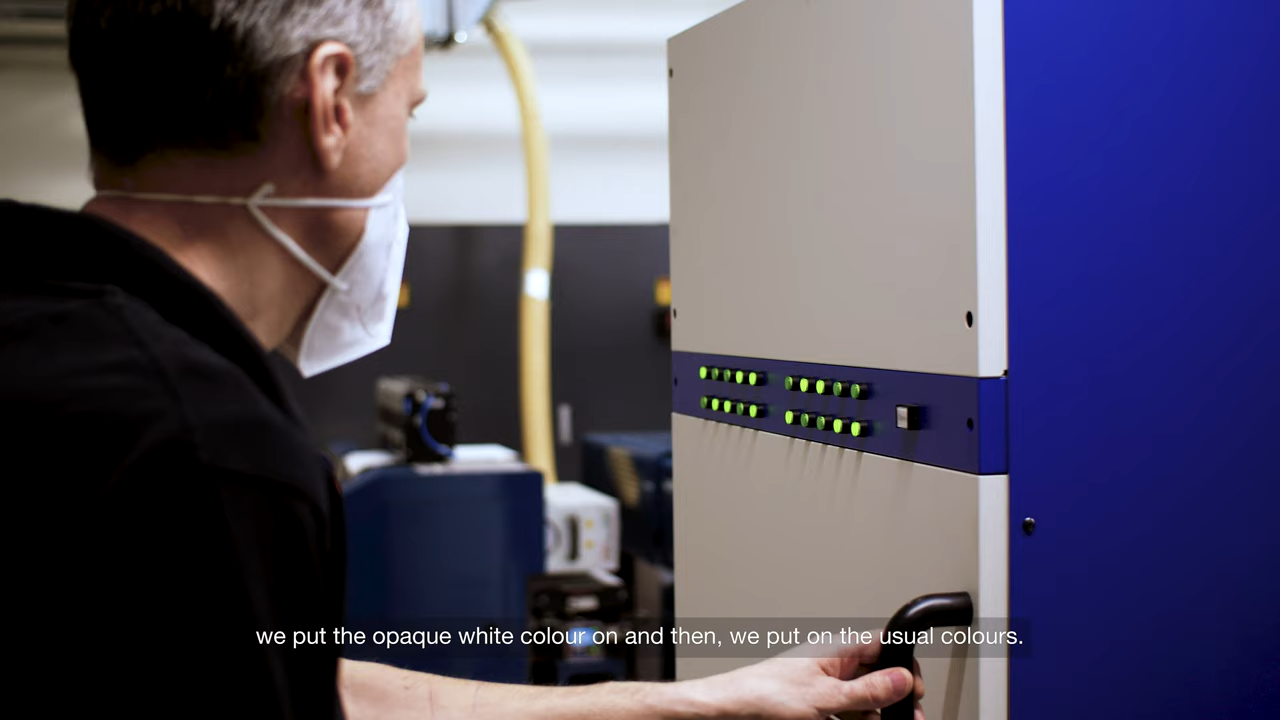 we put the opaque white colour on and then, we put on the usual colours.